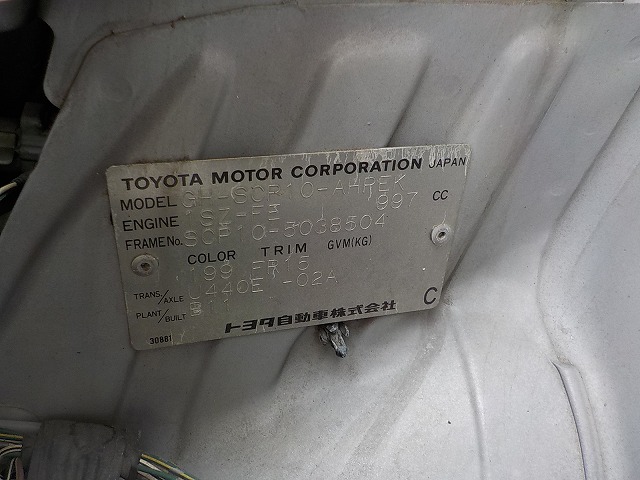 TOYOTA MOTOR CORPORATION JAPAN
MODEL GH-SCP10-AHPEK
ENGINE 1SZ-FE 997 CC
FRAME No. SCP10-3038504
COLOR TRIM GVM(KG)
199 FR15
TRANS./AXLE U440E -02A
PLANT/BUILT
トヨタ自動車株式会社 C
308B1